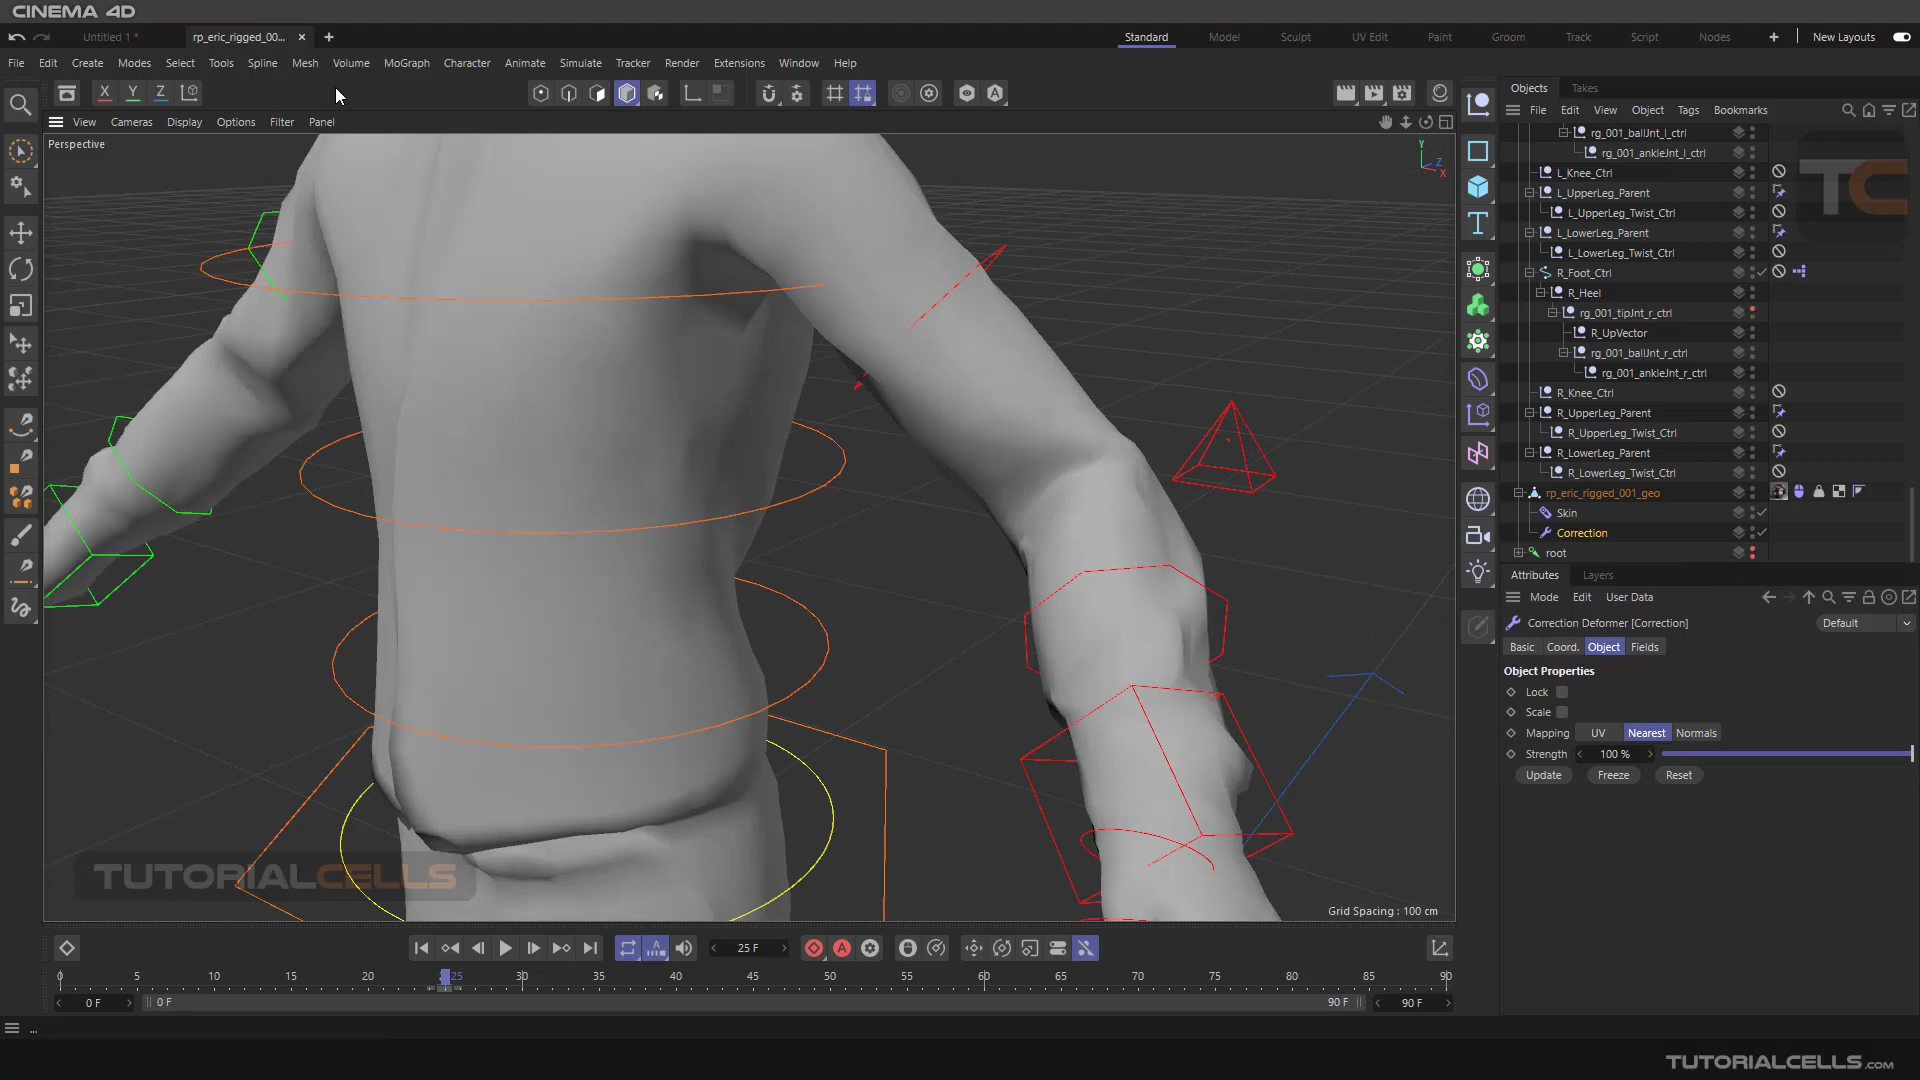 CINEMA 4D
Untitled 1 *
rp_eric_rigged_00...
Standard
Model
Sculpt
UV Edit
Paint
Groom
Track
Script
Nodes
New Layouts
File Edit Create Modes Select Tools Spline Mesh Volume MoGraph Character Animate Simulate Tracker Render Extensions Window Help
X Y Z
View Cameras Display Options Filter Panel
Perspective
Y
Z
X
Objects Takes
File Edit View Object Tags Bookmarks
rg_001_ballJnt_l_ctrl
rg_001_ankleJnt_l_ctrl
L_Knee_Ctrl
L_UpperLeg_Parent
L_UpperLeg_Twist_Ctrl
L_LowerLeg_Parent
L_LowerLeg_Twist_Ctrl
R_Foot_Ctrl
R_Heel
rg_001_tipJnt_r_ctrl
R_UpVector
rg_001_ballJnt_r_ctrl
rg_001_ankleJnt_r_ctrl
R_Knee_Ctrl
R_UpperLeg_Parent
R_UpperLeg_Twist_Ctrl
R_LowerLeg_Parent
R_LowerLeg_Twist_Ctrl
rp_eric_rigged_001_geo
Skin
Correction
root
TC
Attributes Layers
Mode Edit User Data
Correction Deformer [Correction]
Default
Basic Coord. Object Fields
Object Properties
Lock
Scale
Mapping UV Nearest Normals
Strength 100 %
Update Freeze Reset
TUTORIALCELLS
Grid Spacing : 100 cm
25 F
0 5 10 15 20 25 30 35 40 45 50 55 60 65 70 75 80 85 90
0 F
0 F
90 F
90 F
...
TUTORIALCELLS.COM